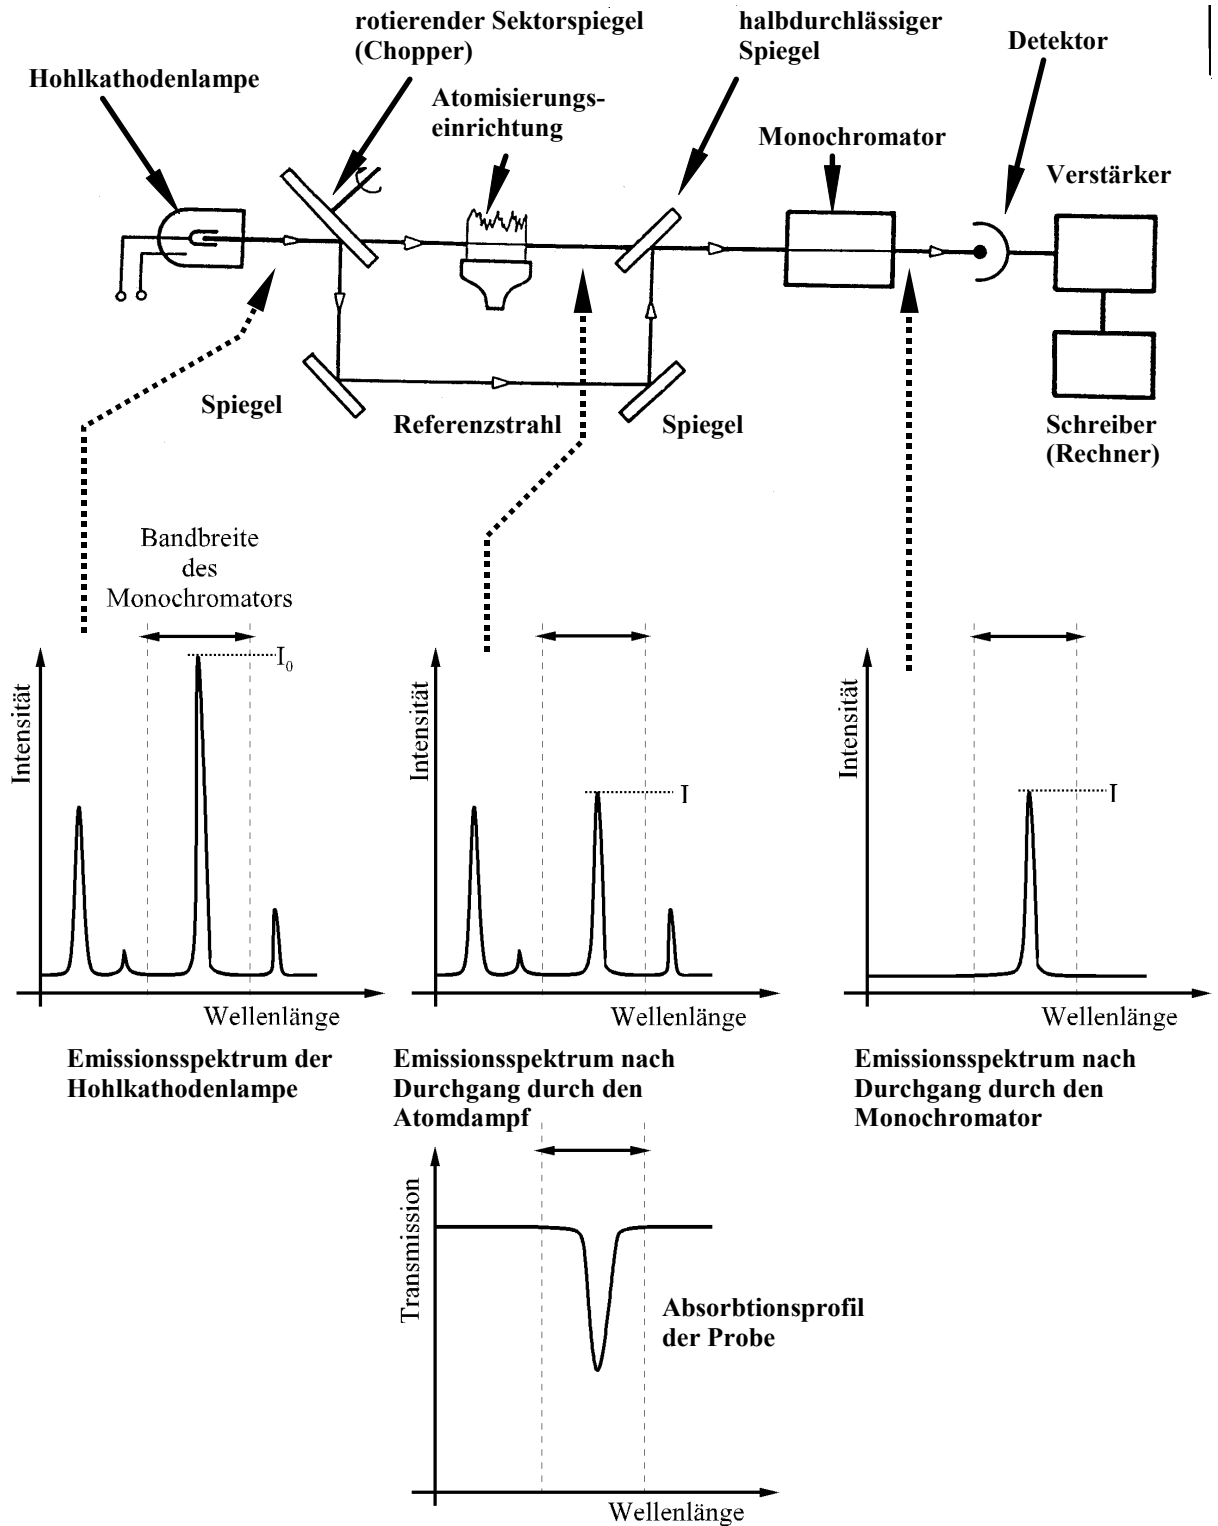 rotierender Sektorspiegel
(Chopper)
halbdurchlässiger
Spiegel
Detektor
Hohlkathodenlampe
Atomisierungs-
einrichtung
Monochromator
Verstärker
Spiegel
Referenzstrahl
Spiegel
Schreiber
(Rechner)
Bandbreite
des
Monochromators
I₀
Intensität
Wellenlänge
Emissionsspektrum der
Hohlkathodenlampe
I
Intensität
Wellenlänge
Emissionsspektrum nach
Durchgang durch den
Atomdampf
I
Intensität
Wellenlänge
Emissionsspektrum nach
Durchgang durch den
Monochromator
Transmission
Absorbtionsprofil
der Probe
Wellenlänge